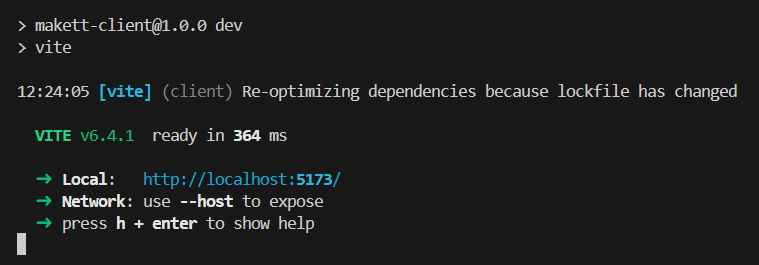 > makett-client@1.0.0 dev
> vite
12:24:05 [vite] (client) Re-optimizing dependencies because lockfile has changed
VITE v6.4.1 ready in 364 ms
➜ Local: http://localhost:5173/
➜ Network: use --host to expose
➜ press h + enter to show help